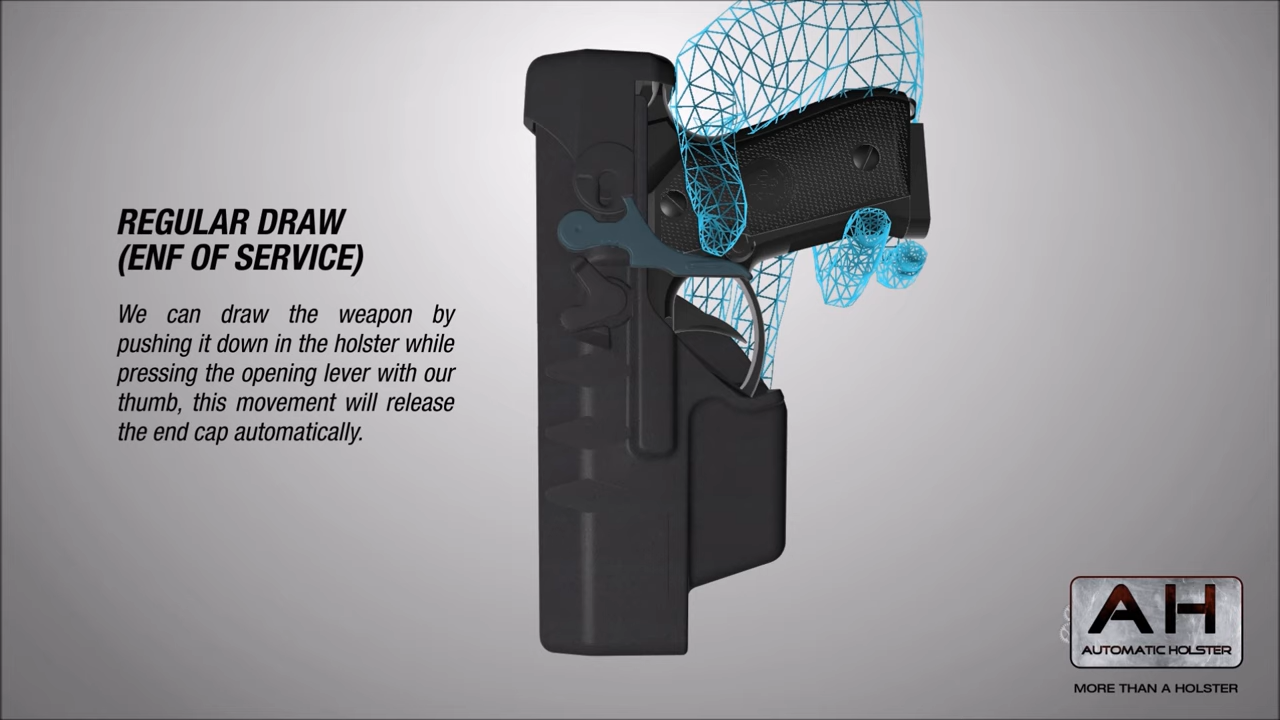 REGULAR DRAW
(ENF OF SERVICE)
We can draw the weapon by
pushing it down in the holster while
pressing the opening lever with our
thumb, this movement will release
the end cap automatically.
AH
AUTOMATIC HOLSTER
MORE THAN A HOLSTER